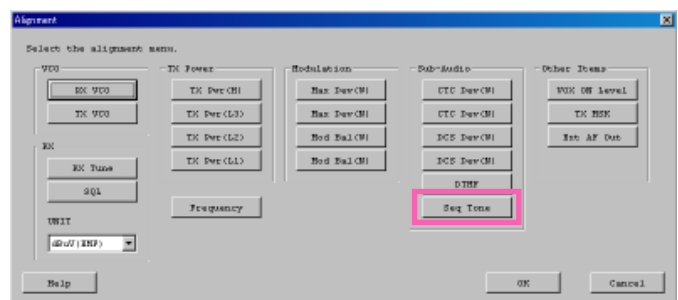 Alignment
Select the alignment menu.
VCO
RX VCO
TX VCO
RX
RX Tune
SQL
UNIT
dBuV(EMF)
TX Power
TX Pwr(H)
TX Pwr(L3)
TX Pwr(L2)
TX Pwr(L1)
Frequency
Modulation
Max Dev(W)
Max Dev(N)
Mod Bal(W)
Mod Bal(N)
Sub-Audio
CTC Dev(W)
CTC Dev(N)
DCS Dev(W)
DCS Dev(N)
DTMF
Seq Tone
Other Items
VOX ON Level
TX MSK
Ext AF Out
Help
OK
Cancel